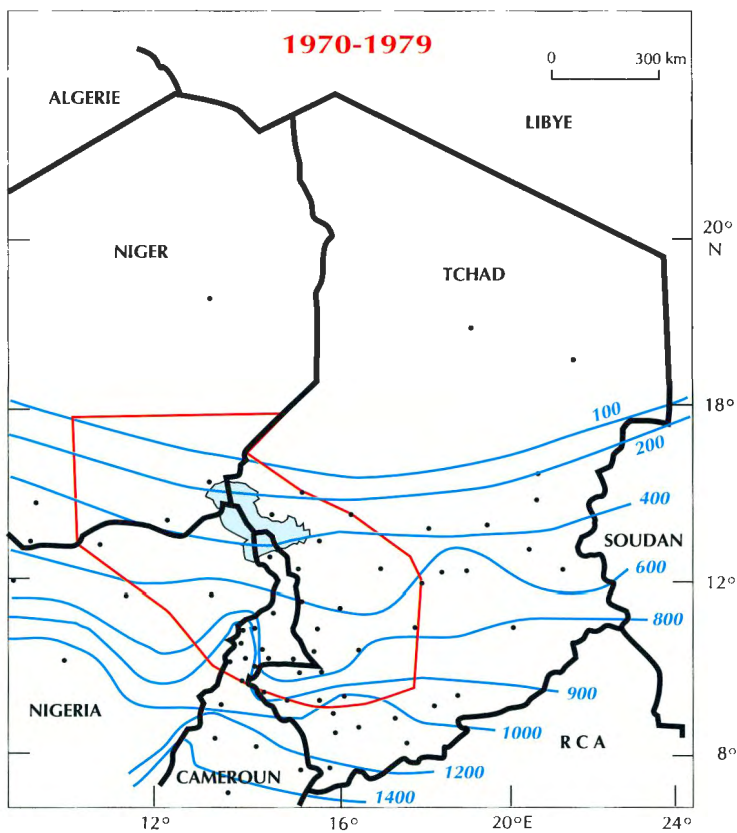 1970-1979
0 300 km
ALGERIE
LIBYE
20°
N
NIGER
TCHAD
100
18°
200
400
SOUDAN
600
12°
800
900
NIGERIA
1000
RCA
8°
1200
CAMEROUN
1400
12° 16° 20°E 24°